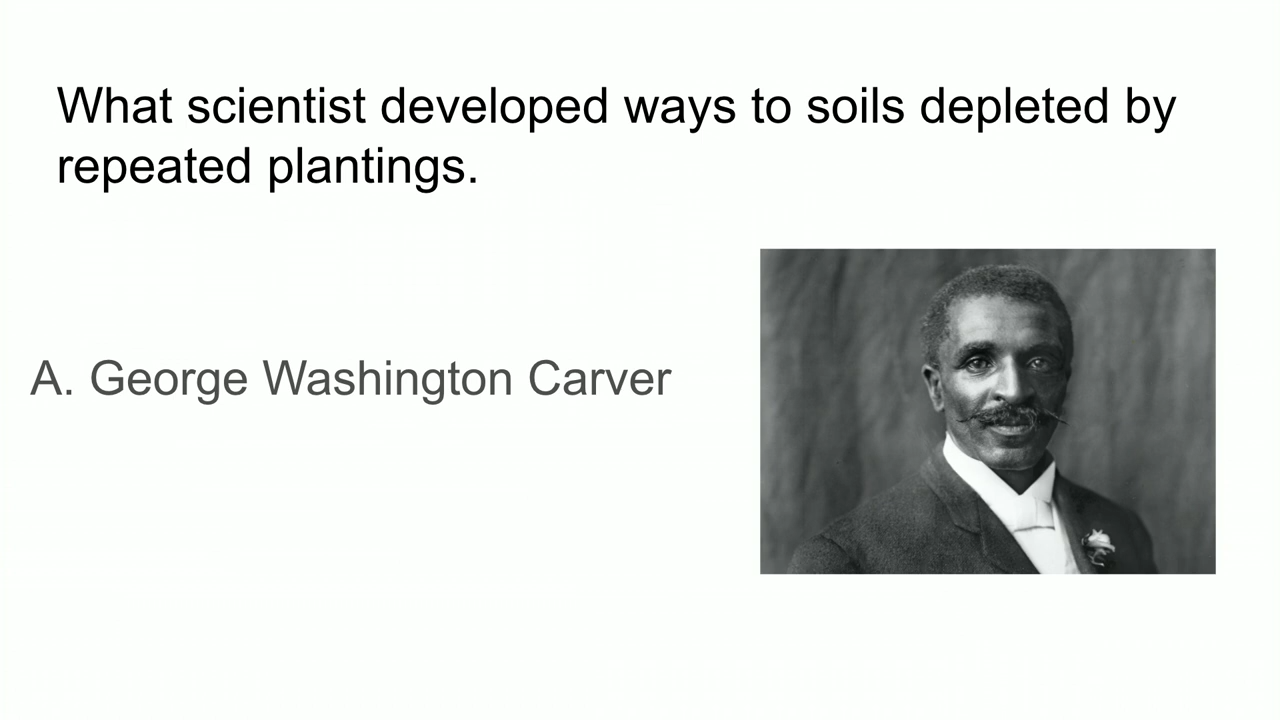 What scientist developed ways to soils depleted by
repeated plantings.
A. George Washington Carver